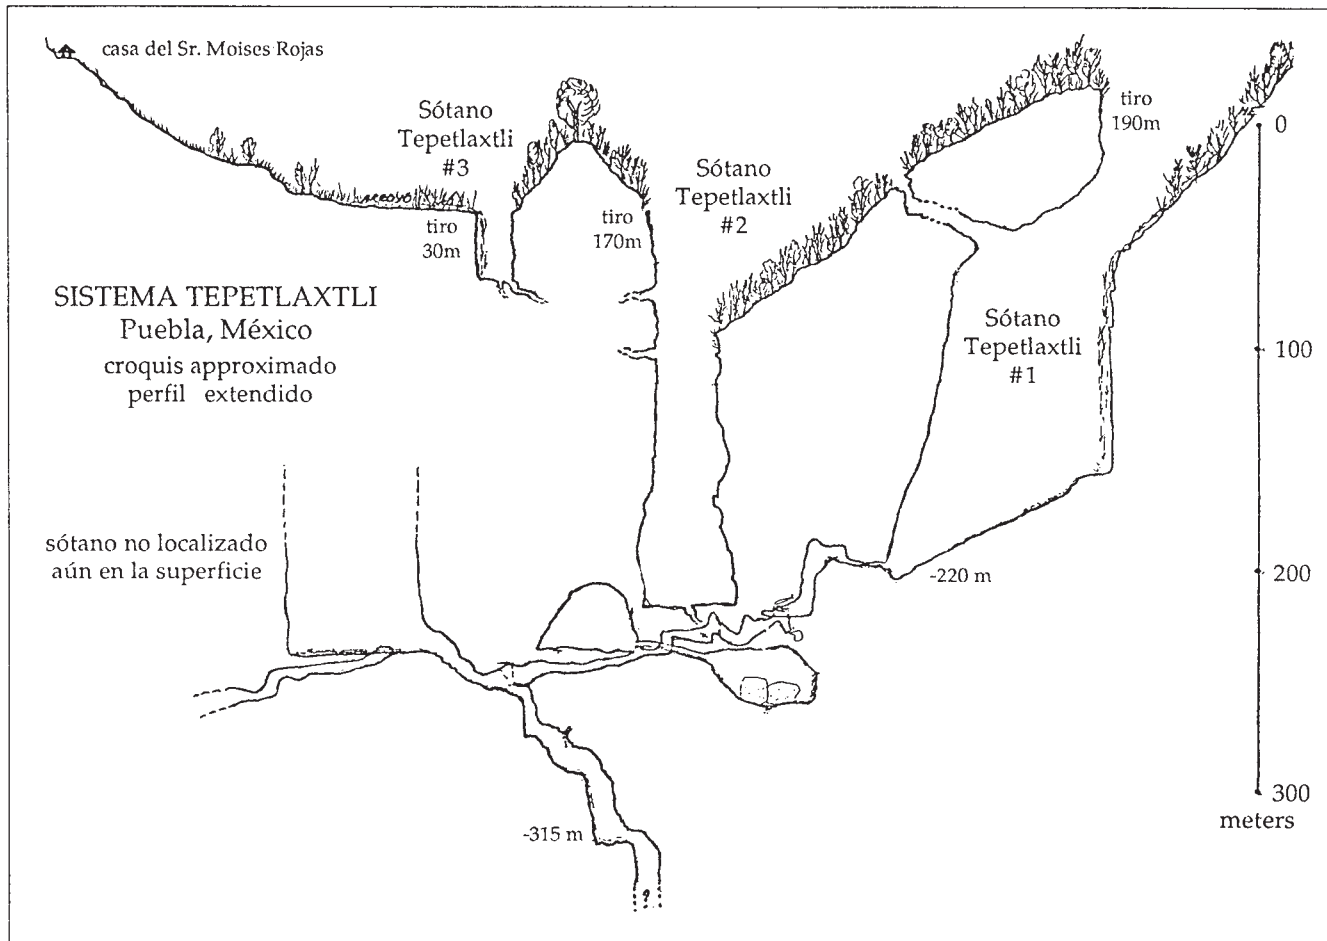 casa del Sr. Moises Rojas
Sótano
Tepetlaxtli
#3
tiro
190m
0
Sótano
Tepetlaxtli
#2
ARROYO
tiro
30m
tiro
170m
SISTEMA TEPETLAXTLI
Puebla, México
croquis approximado
perfil extendido
Sótano
Tepetlaxtli
#1
100
sótano no localizado
aún en la superficie
-220 m
200
300
meters
-315 m
?